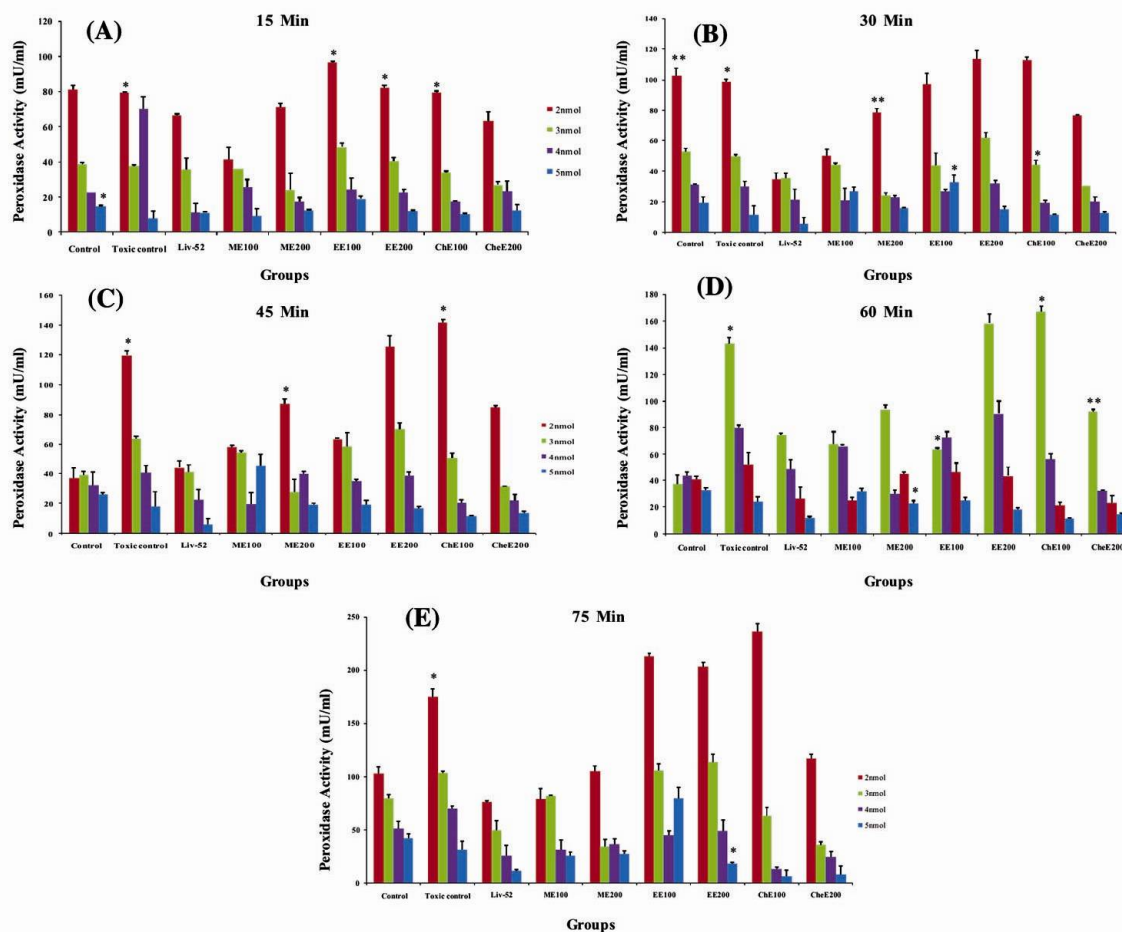 (A)
15 Min
Peroxidase Activity (mU/ml)
120
100
80
60
40
20
0
*
*
*
*
*
2nmol
3nmol
4nmol
5nmol
Control Toxic control Liv-52 ME100 ME200 EE100 EE200 ChE100 CheE200
Groups
(B)
30 Min
Peroxidase Activity (mU/ml)
140
120
100
80
60
40
20
0
**
*
**
*
*
Control Toxic control Liv-52 ME100 ME200 EE100 EE200 ChE100 CheE200
Groups
(C)
45 Min
Peroxidase Activity (mU/ml)
160
140
120
100
80
60
40
20
0
*
*
*
2nmol
3nmol
4nmol
5nmol
Control Toxic control Liv-52 ME100 ME200 EE100 EE200 ChE100 CheE200
Groups
(D)
60 Min
Peroxidase Activity (mU/ml)
180
160
140
120
100
80
60
40
20
0
*
*
*
*
**
Control Toxic control Liv-52 ME100 ME200 EE100 EE200 ChE100 CheE200
Groups
(E)
75 Min
Peroxidase Activity (mU/ml)
250
200
150
100
50
0
*
*
2nmol
3nmol
4nmol
5nmol
Control Toxic control Liv-52 ME100 ME200 EE100 EE200 ChE100 CheE200
Groups